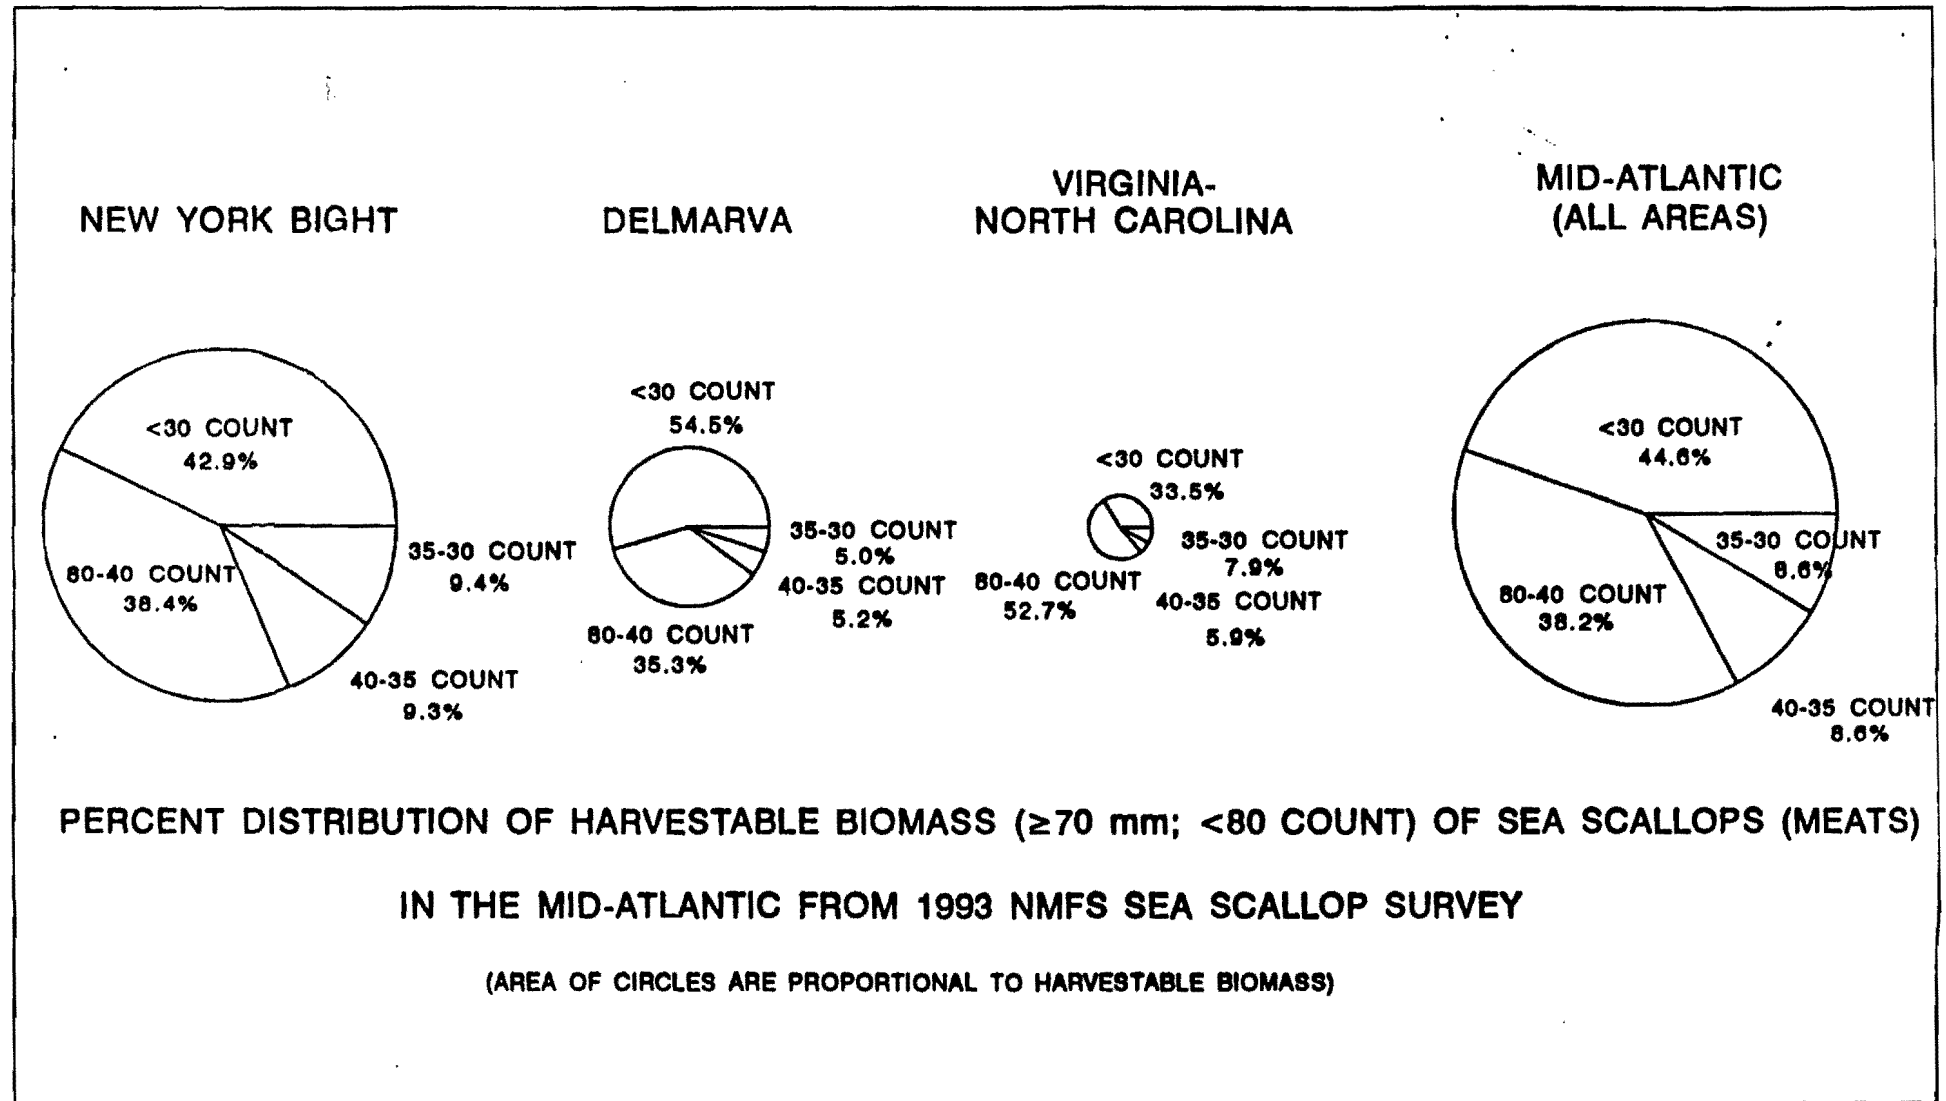 NEW YORK BIGHT
DELMARVA
VIRGINIA-
NORTH CAROLINA
MID-ATLANTIC
(ALL AREAS)
<30 COUNT
42.9%
80-40 COUNT
38.4%
35-30 COUNT
9.4%
40-35 COUNT
9.3%
<30 COUNT
54.5%
35-30 COUNT
5.0%
40-35 COUNT
5.2%
80-40 COUNT
35.3%
<30 COUNT
33.5%
35-30 COUNT
7.9%
80-40 COUNT
52.7%
40-35 COUNT
5.9%
<30 COUNT
44.6%
35-30 COUNT
8.6%
80-40 COUNT
38.2%
40-35 COUNT
8.6%
PERCENT DISTRIBUTION OF HARVESTABLE BIOMASS (≥70 mm; <80 COUNT) OF SEA SCALLOPS (MEATS)
IN THE MID-ATLANTIC FROM 1993 NMFS SEA SCALLOP SURVEY
(AREA OF CIRCLES ARE PROPORTIONAL TO HARVESTABLE BIOMASS)